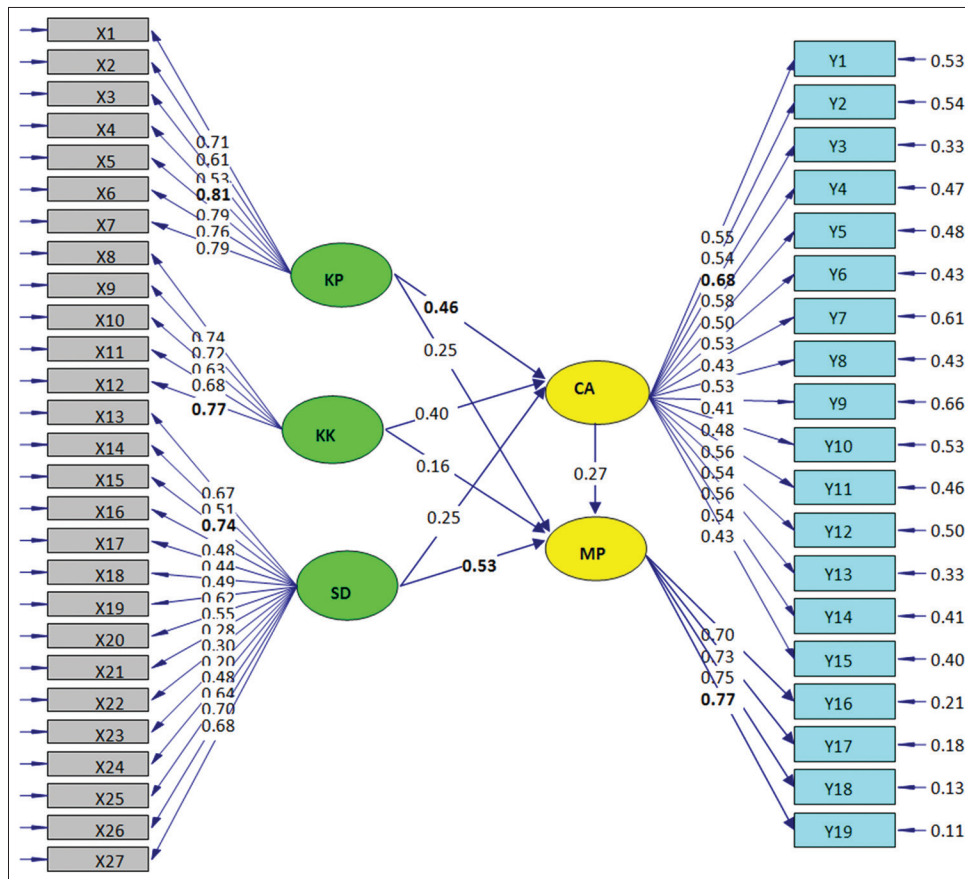 X1
X2
X3
X4
X5
X6
X7
X8
X9
X10
X11
X12
X13
X14
X15
X16
X17
X18
X19
X20
X21
X22
X23
X24
X25
X26
X27
0.71
0.61
0.53
0.81
0.79
0.76
0.79
0.74
0.72
0.63
0.68
0.77
0.67
0.51
0.74
0.48
0.44
0.49
0.62
0.55
0.28
0.30
0.20
0.48
0.64
0.70
0.68
KP
KK
SD
0.46
0.25
0.40
0.16
0.25
0.53
CA
0.27
MP
0.55
0.54
0.68
0.58
0.50
0.53
0.43
0.53
0.41
0.48
0.56
0.54
0.56
0.54
0.43
0.70
0.73
0.75
0.77
Y1 0.53
Y2 0.54
Y3 0.33
Y4 0.47
Y5 0.48
Y6 0.43
Y7 0.61
Y8 0.43
Y9 0.66
Y10 0.53
Y11 0.46
Y12 0.50
Y13 0.33
Y14 0.41
Y15 0.40
Y16 0.21
Y17 0.18
Y18 0.13
Y19 0.11